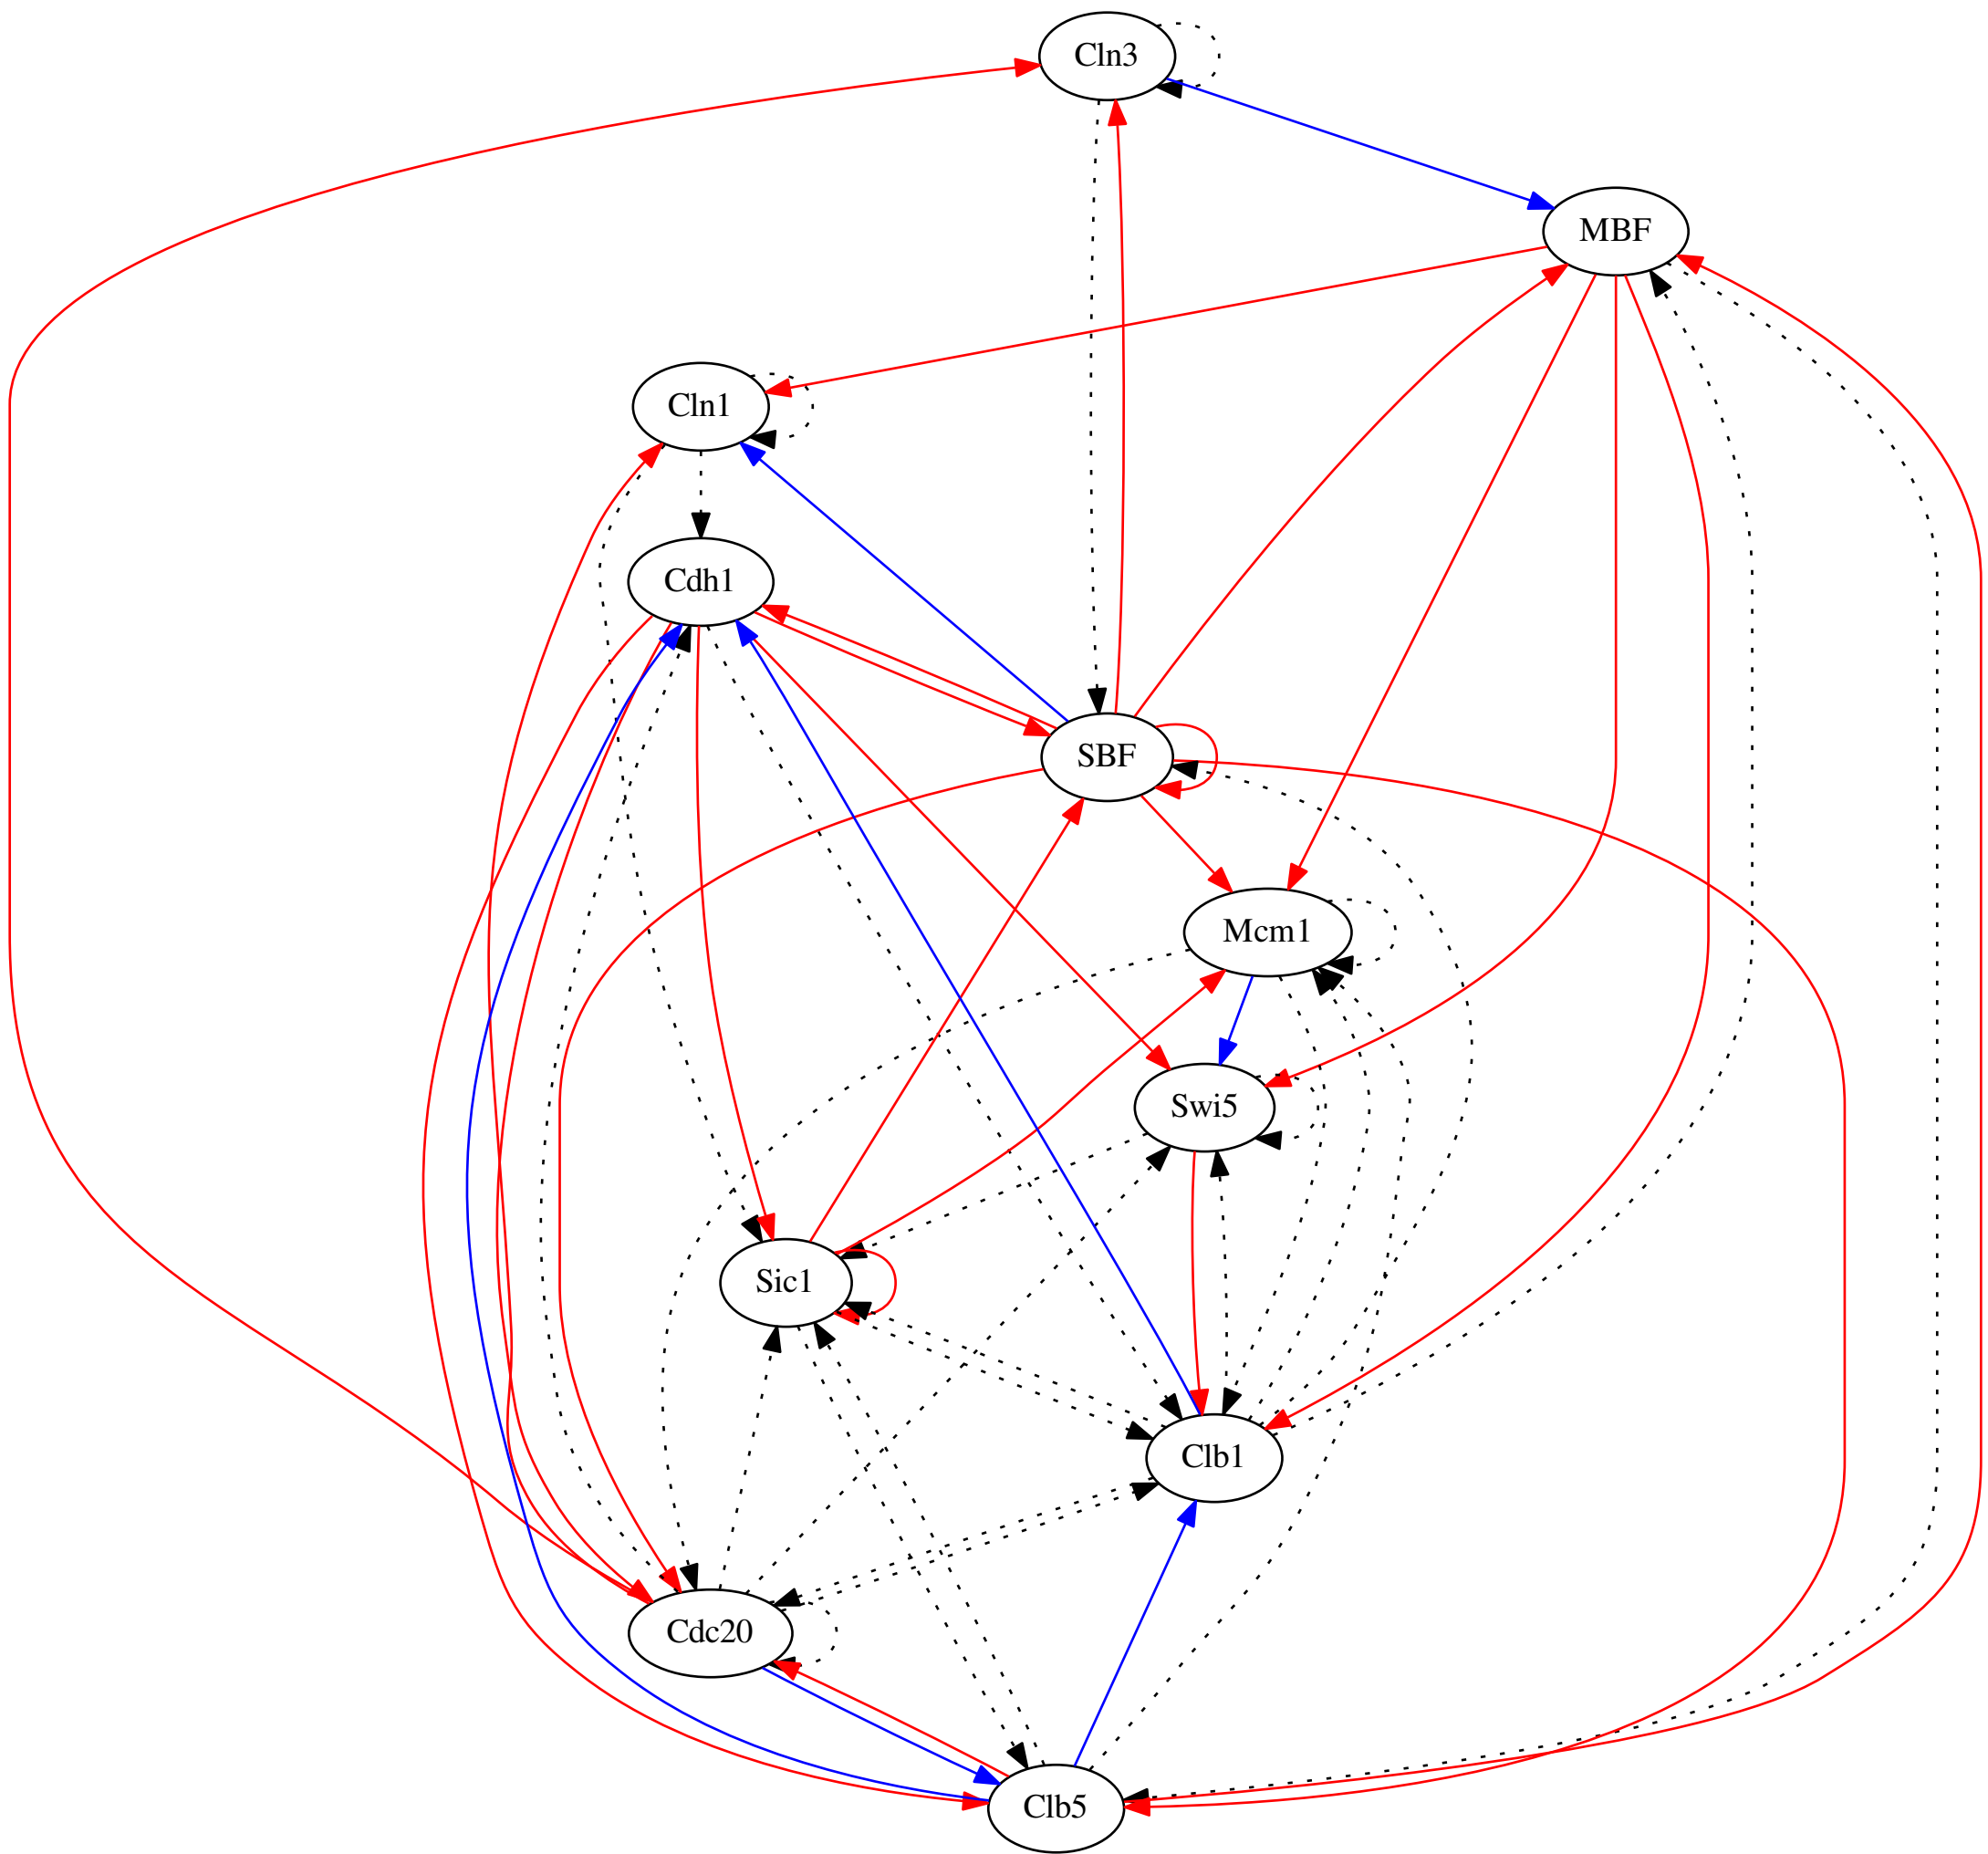 Cln3
MBF
Cln1
Cdh1
SBF
Mcm1
Swi5
Sic1
Clb1
Cdc20
Clb5